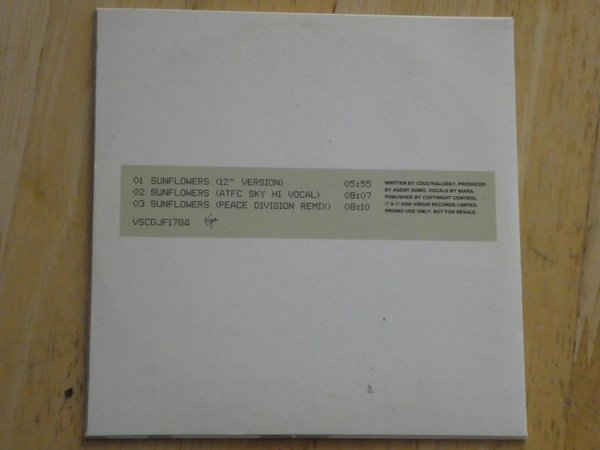 01 SUNFLOWERS (12" VERSION) 05:55
02 SUNFLOWERS (ATFC SKY HI VOCAL) 08:07
03 SUNFLOWERS (PEACE DIVISION REMIX) 08:10
VSCDJF1784 Virgin
WRITTEN BY COLE/HALLIDAY. PRODUCED
BY AGENT SUMO. VOCALS BY NIARA.
PUBLISHED BY COPYRIGHT CONTROL.
℗ & © 2000 VIRGIN RECORDS LIMITED.
PROMO USE ONLY: NOT FOR RESALE.